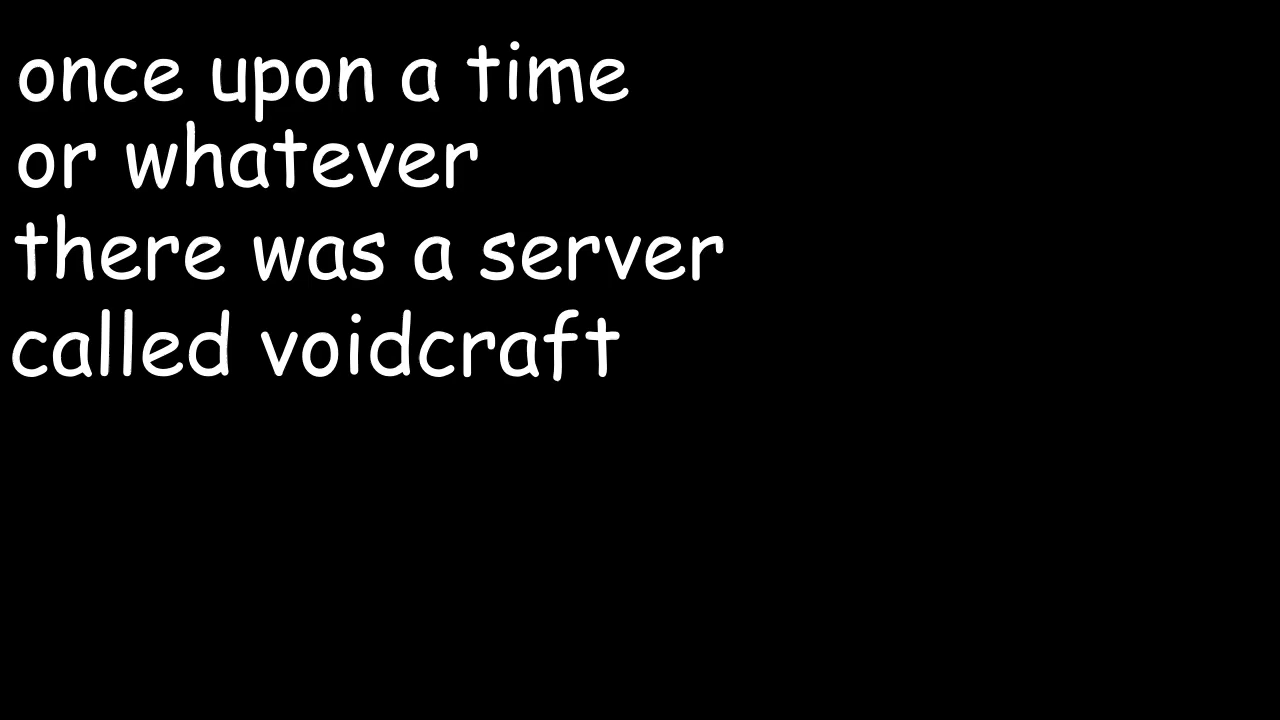 once upon a time
or whatever
there was a server
called voidcraft